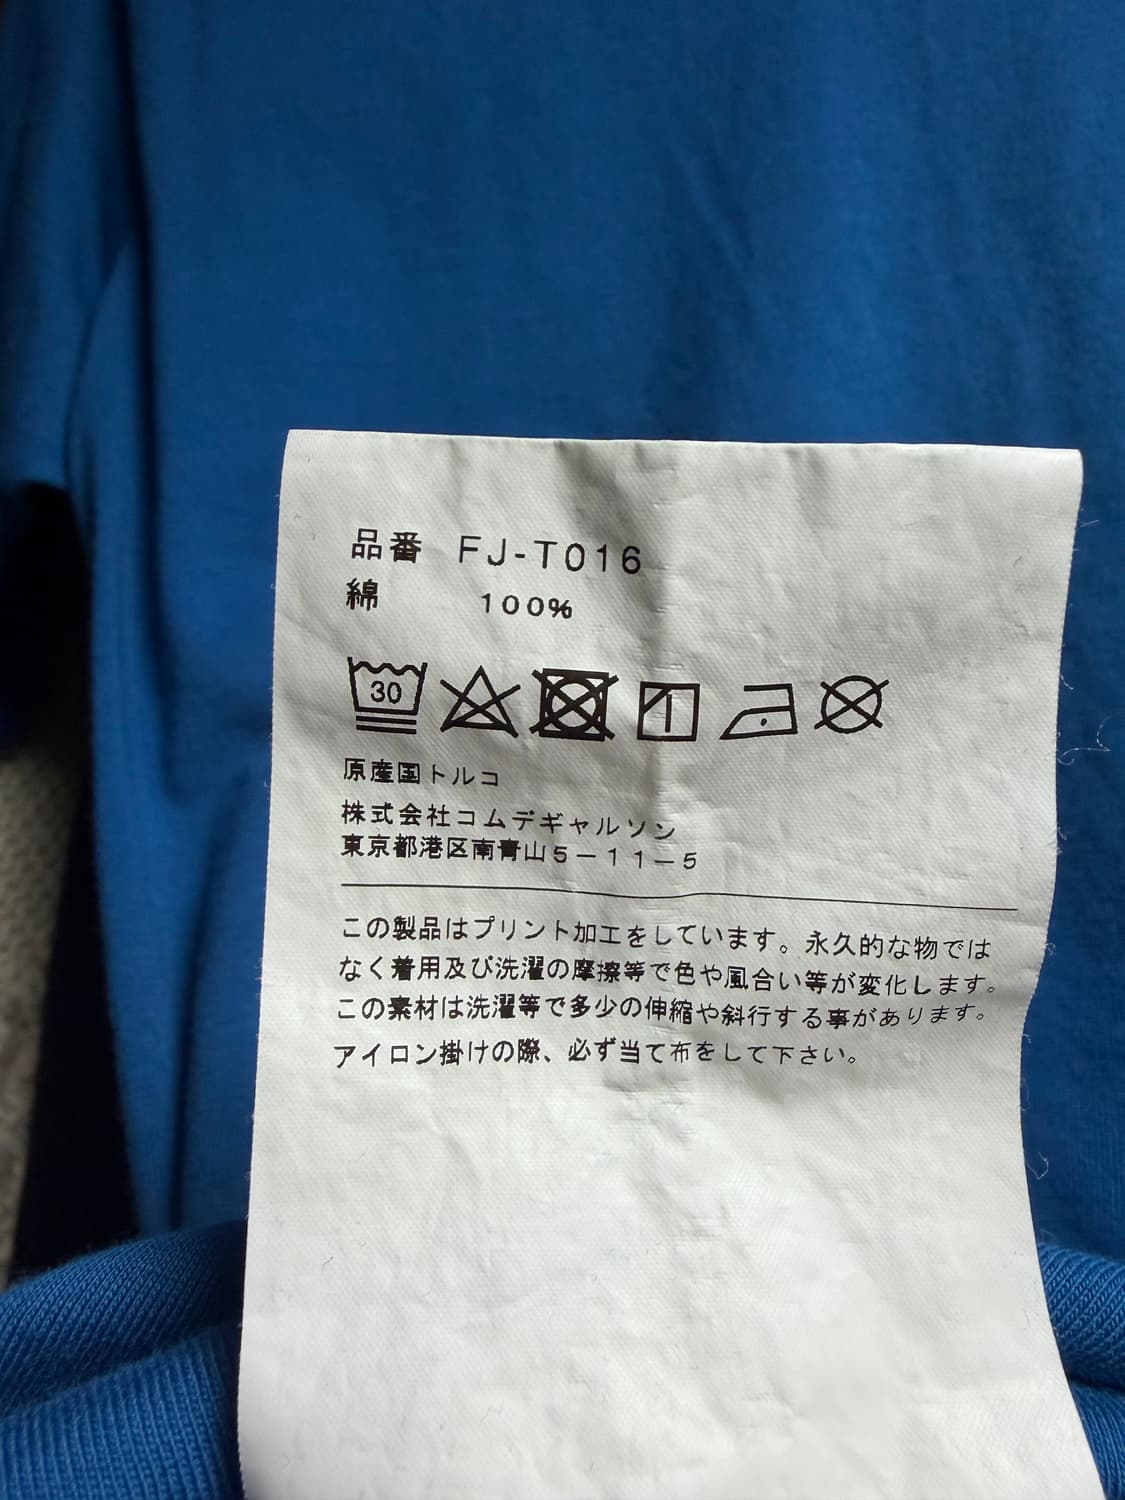 品番 FJ-T016
綿 100%
30
原産国トルコ
株式会社コムデギャルソン
東京都港区南青山5-11-5
この製品はプリント加工をしています。永久的な物では
なく着用及び洗濯の摩擦等で色や風合い等が変化します。
この素材は洗濯等で多少の伸縮や斜行する事があります。
アイロン掛けの際、必ず当て布をして下さい。